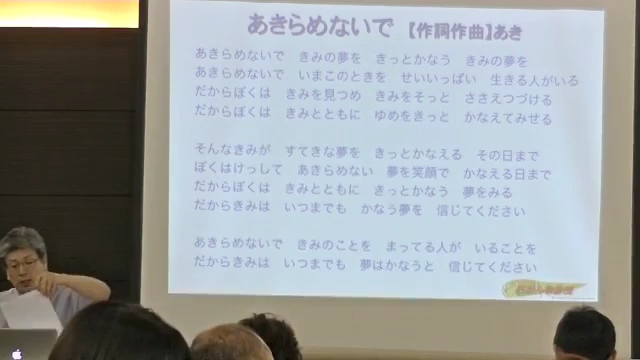 あきらめないで 【作詞作曲】あき
あきらめないで きみの夢を きっとかなう きみの夢を
あきらめないで いまこのときを せいいっぱい 生きる人がいる
だからぼくは きみを見つめ きみをそっと ささえつづける
だからぼくは きみとともに ゆめをきっと かなえてみせる
そんなきみが すてきな夢を きっとかなえる その日まで
ぼくはけっして あきらめない 夢を笑顔で かなえる日まで
だからぼくは きみとともに きっとかなう 夢をみる
だからきみは いつまでも かなう夢を 信じてください
あきらめないで きみのことを まってる人が いることを
だからきみは いつまでも 夢はかなうと 信じてください